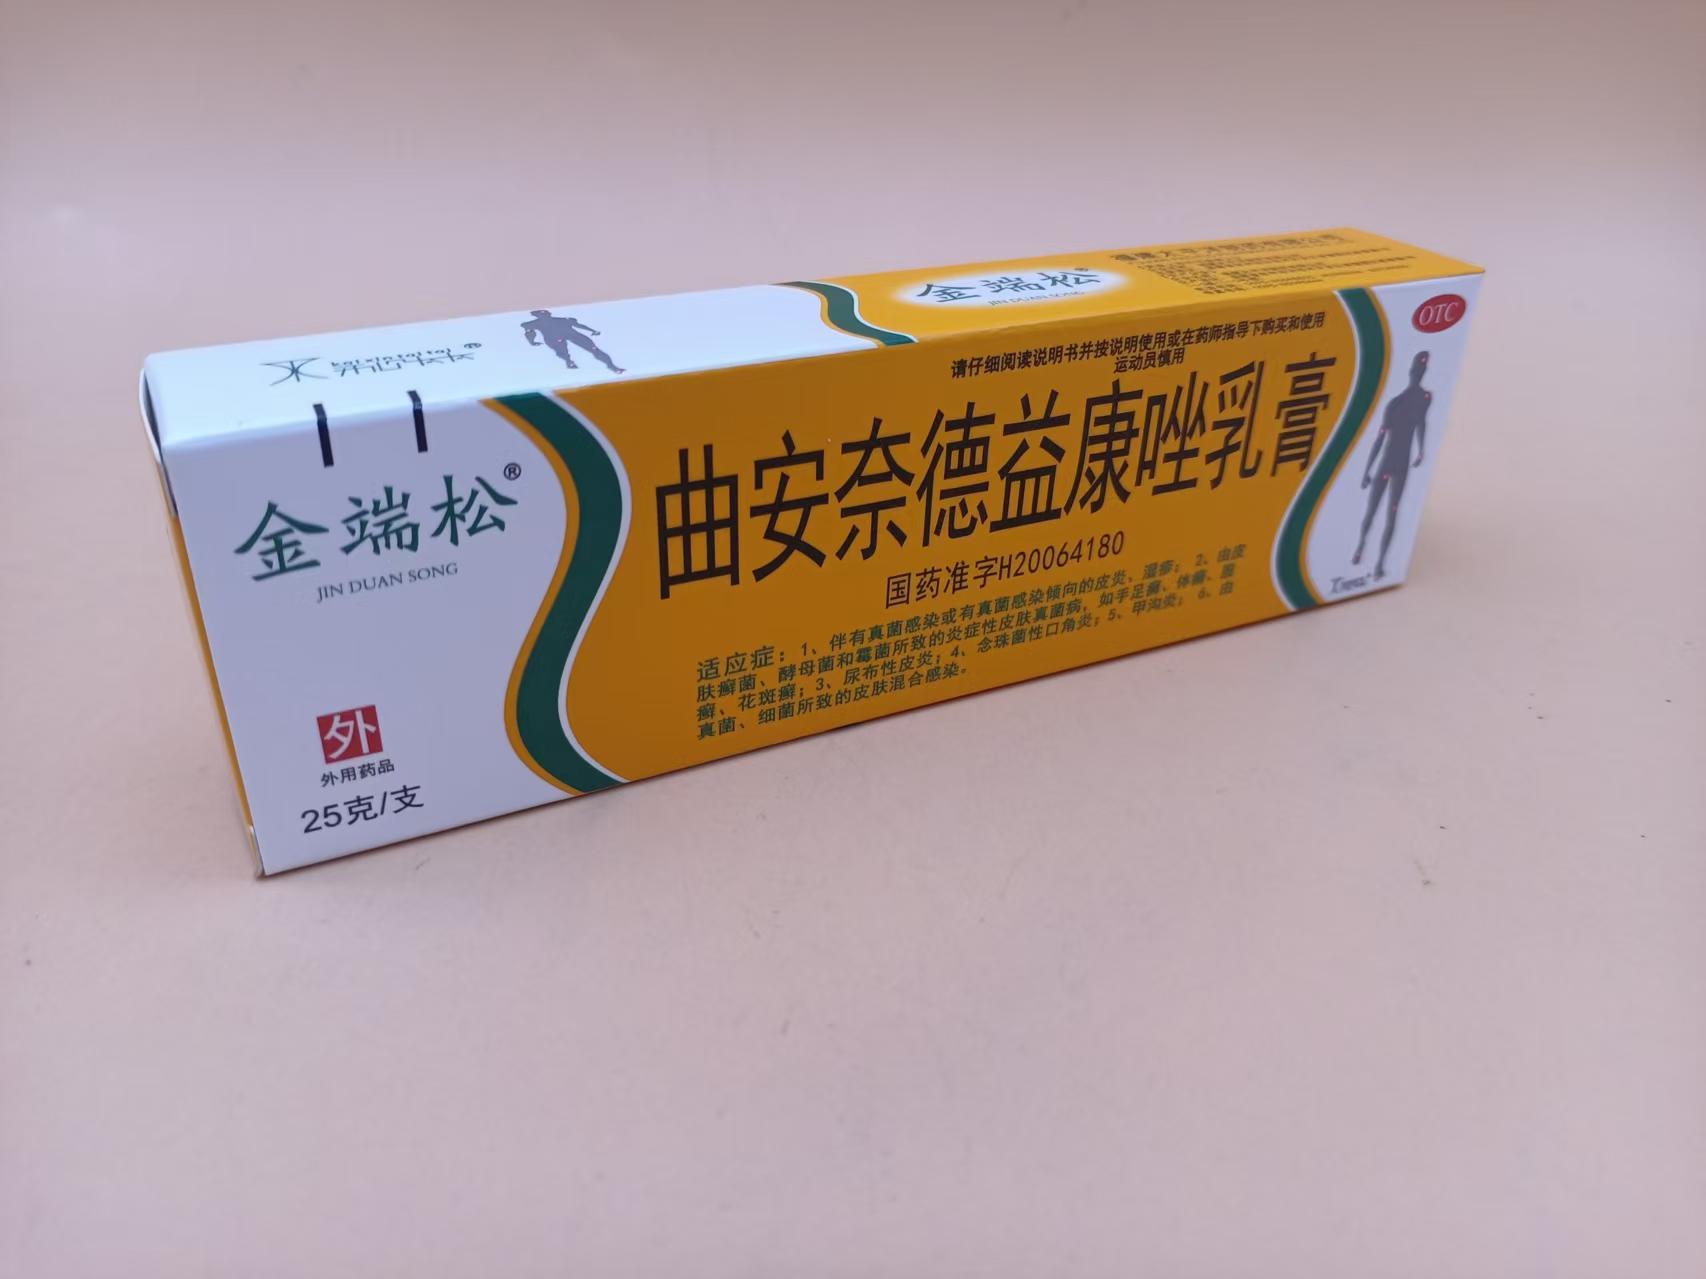 kaixintaitai®
开心太太
金端松®
JIN DUAN SONG
请仔细阅读说明书并按说明使用或在药师指导下购买和使用
运动员慎用
OTC
金端松®
JIN DUAN SONG
曲安奈德益康唑乳膏
国药准字H20064180
适应症：1、伴有真菌感染或有真菌感染倾向的皮炎、湿疹；2、由皮
肤癣菌、酵母菌和霉菌所致的炎症性皮肤真菌病，如手足癣、体癣、股
癣、花斑癣；3、尿布性皮炎；4、念珠菌性口角炎；5、甲沟炎；6、由
真菌、细菌所致的皮肤混合感染。
外
外用药品
25克/支